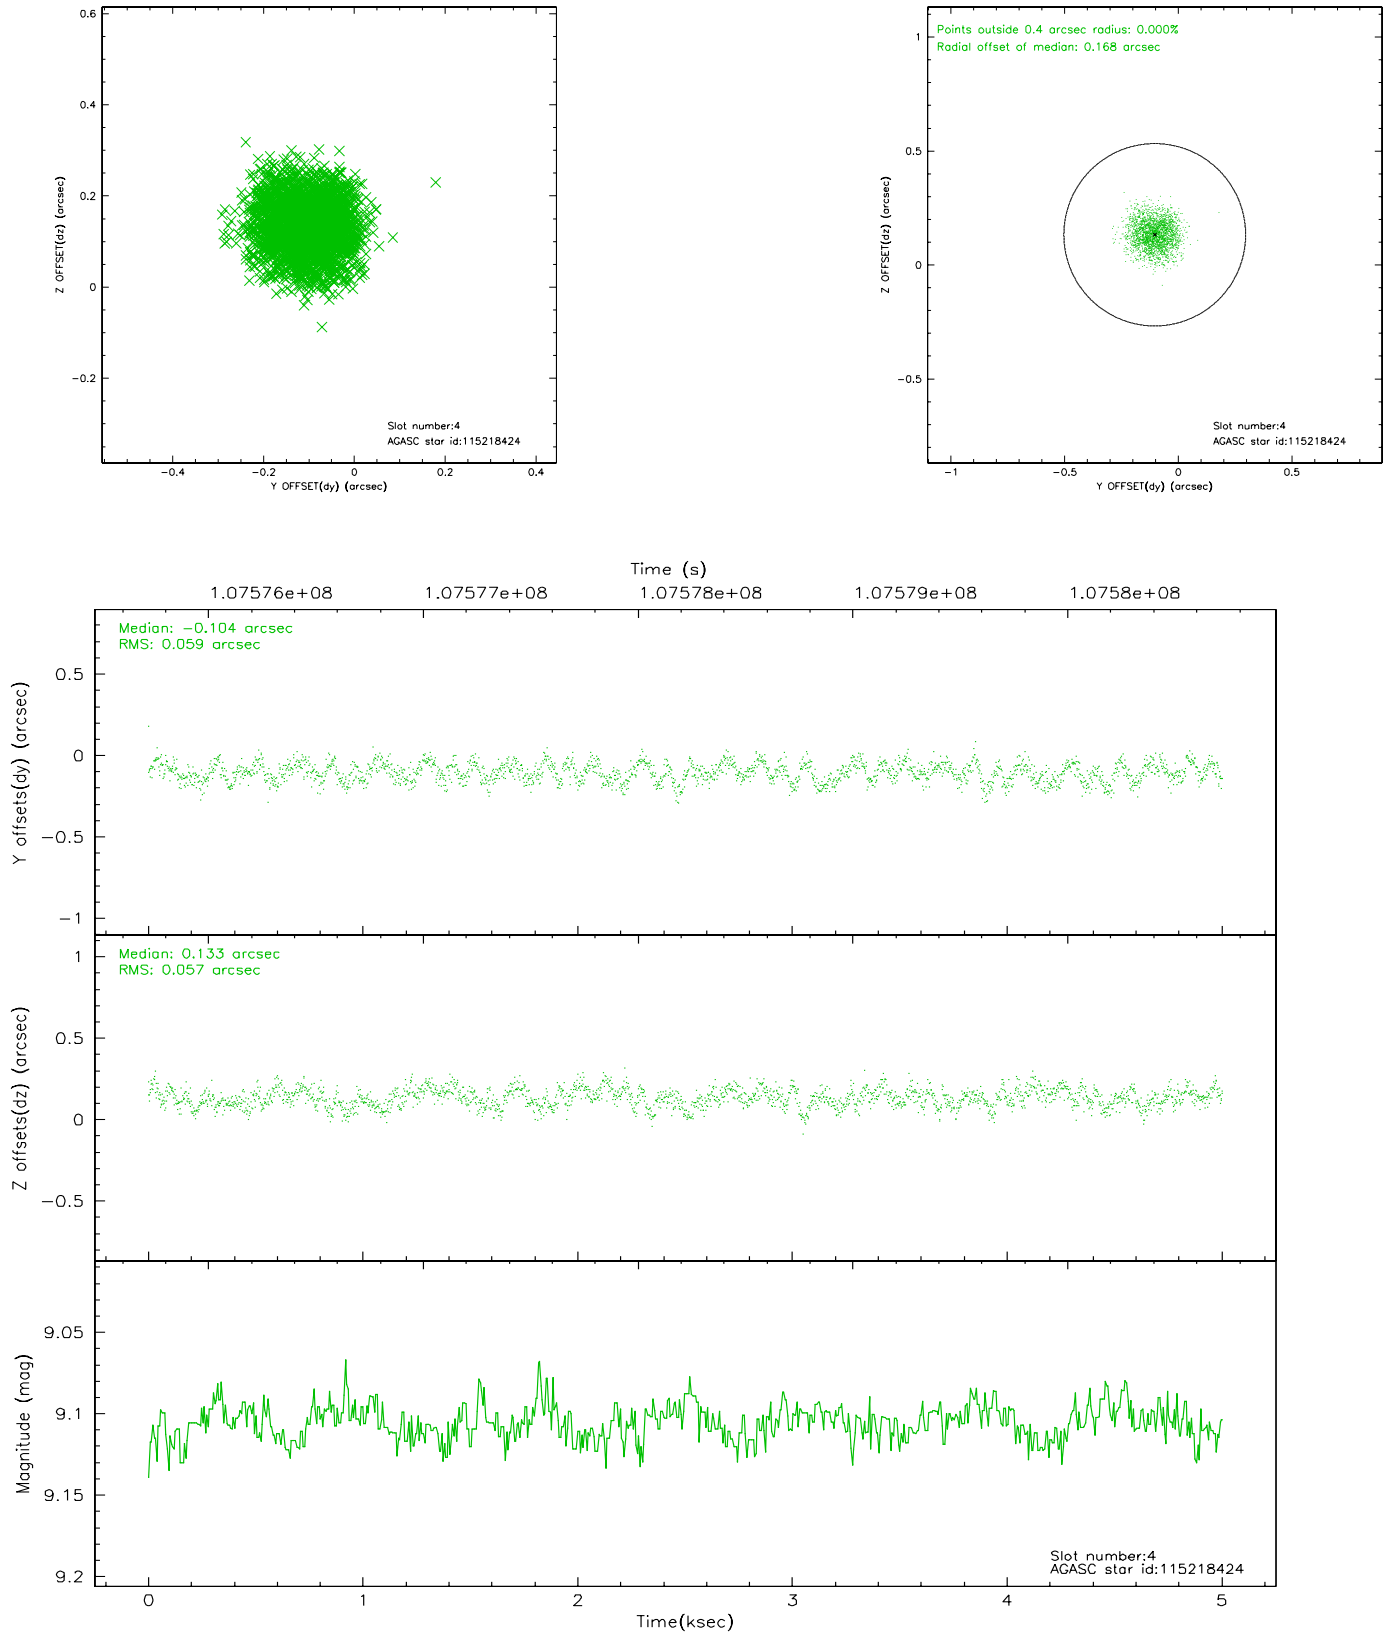 0.6
0.4
0.2
0
−0.2
Z OFFSET(dz) (arcsec)
−0.4
−0.2
0
0.2
0.4
Y OFFSET(dy) (arcsec)
Slot number:4
AGASC star id:115218424
Points outside 0.4 arcsec radius: 0.000%
Radial offset of median: 0.168 arcsec
1
0.5
0
−0.5
Z OFFSET(dz) (arcsec)
−1
−0.5
0
0.5
Y OFFSET(dy) (arcsec)
Slot number:4
AGASC star id:115218424
Time (s)
1.07576e+08
1.07577e+08
1.07578e+08
1.07579e+08
1.0758e+08
Median: −0.104 arcsec
RMS: 0.059 arcsec
0.5
0
−0.5
−1
Y offsets(dy) (arcsec)
Median: 0.133 arcsec
RMS: 0.057 arcsec
1
0.5
0
−0.5
Z offsets(dz) (arcsec)
9.05
9.1
9.15
9.2
Magnitude (mag)
Slot number:4
AGASC star id:115218424
0
1
2
3
4
5
Time(ksec)